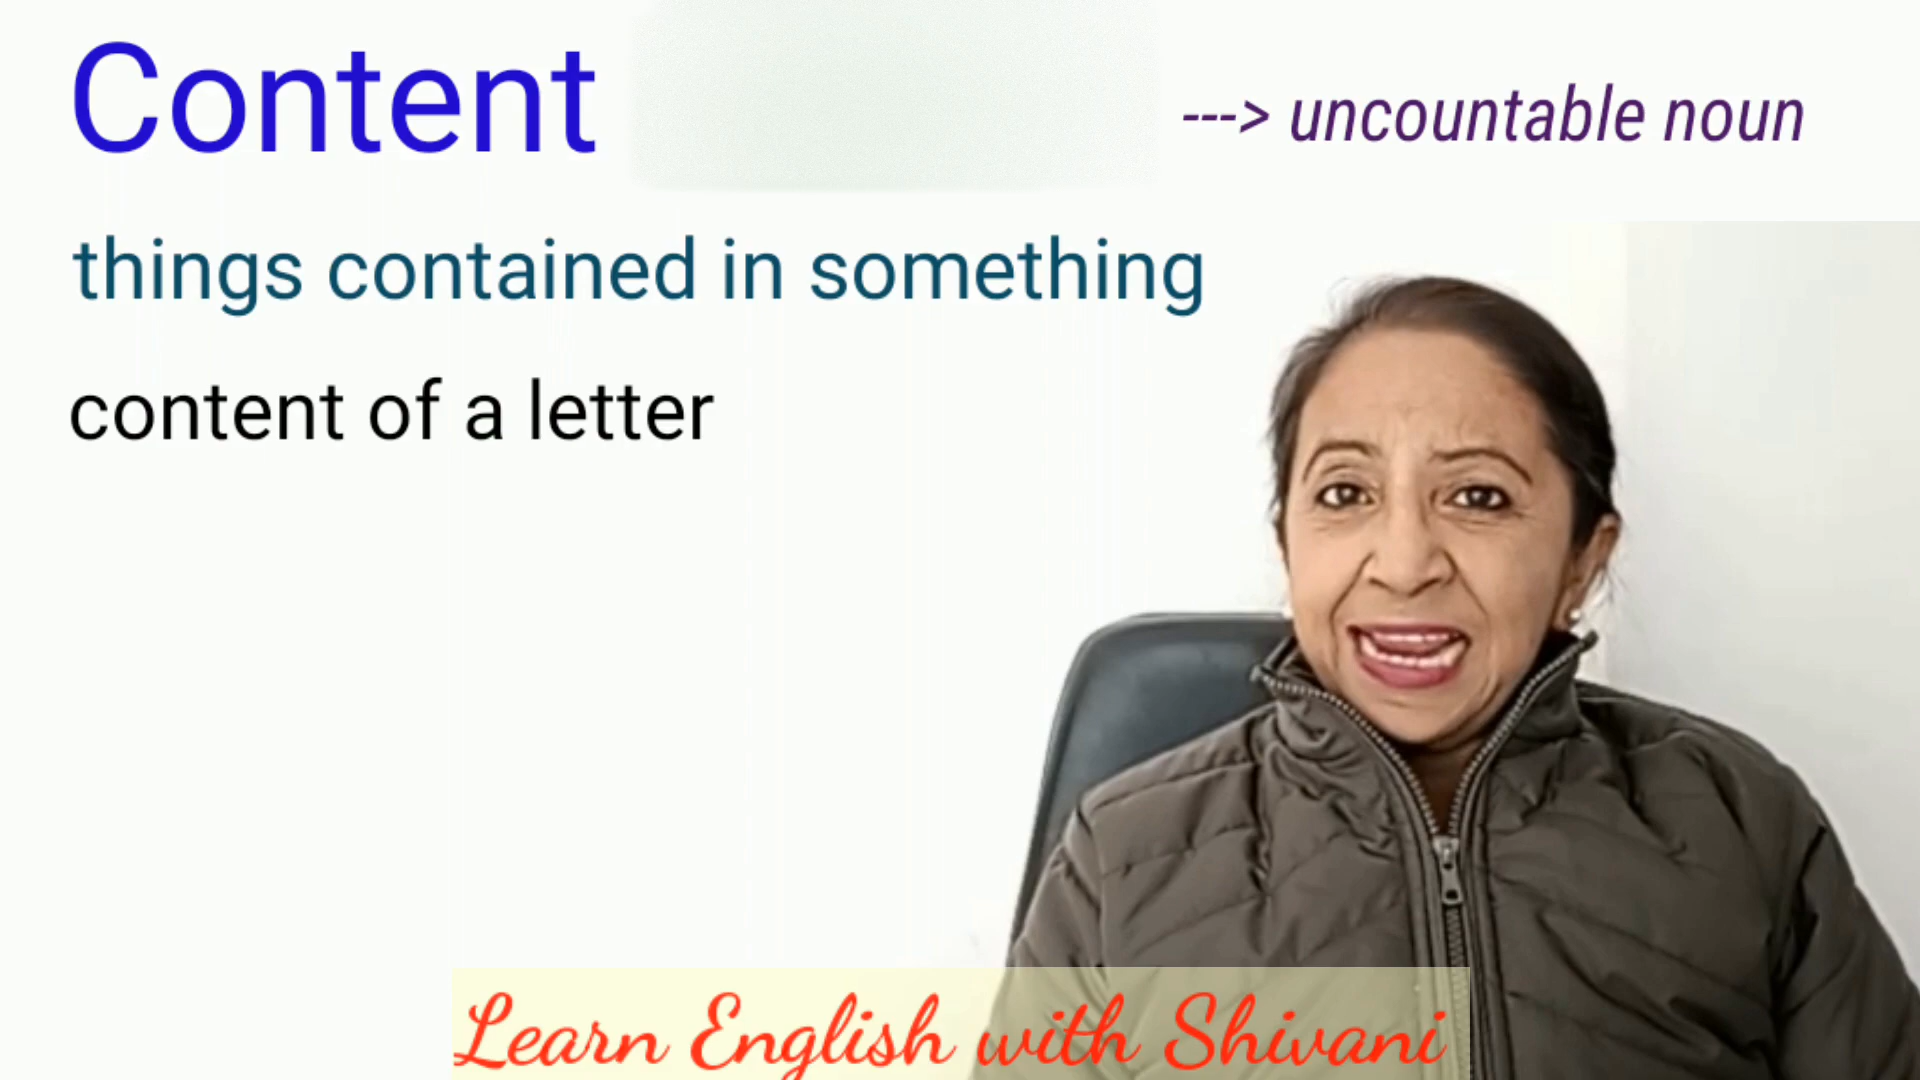 Content ---> uncountable noun
things contained in something
content of a letter
Learn English with Shivani